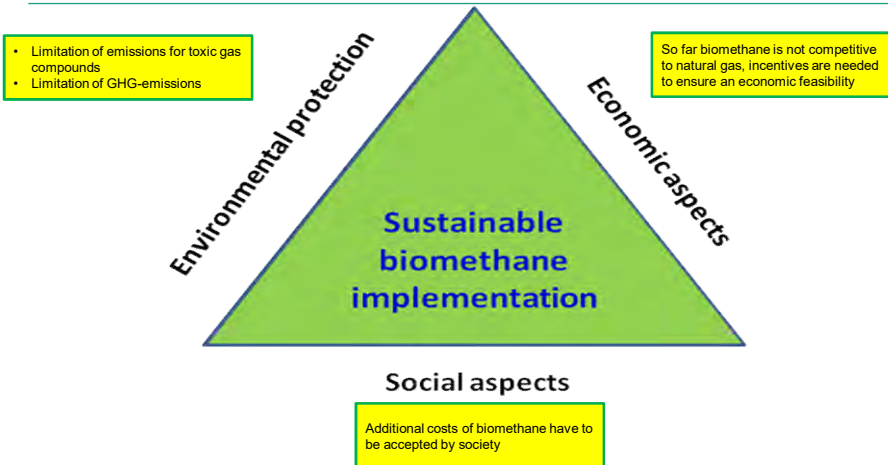 • Limitation of emissions for toxic gas
compounds
• Limitation of GHG-emissions
So far biomethane is not competitive
to natural gas, incentives are needed
to ensure an economic feasibility
Environmental protection
Economic aspects
Sustainable
biomethane
implementation
Social aspects
Additional costs of biomethane have to
be accepted by society